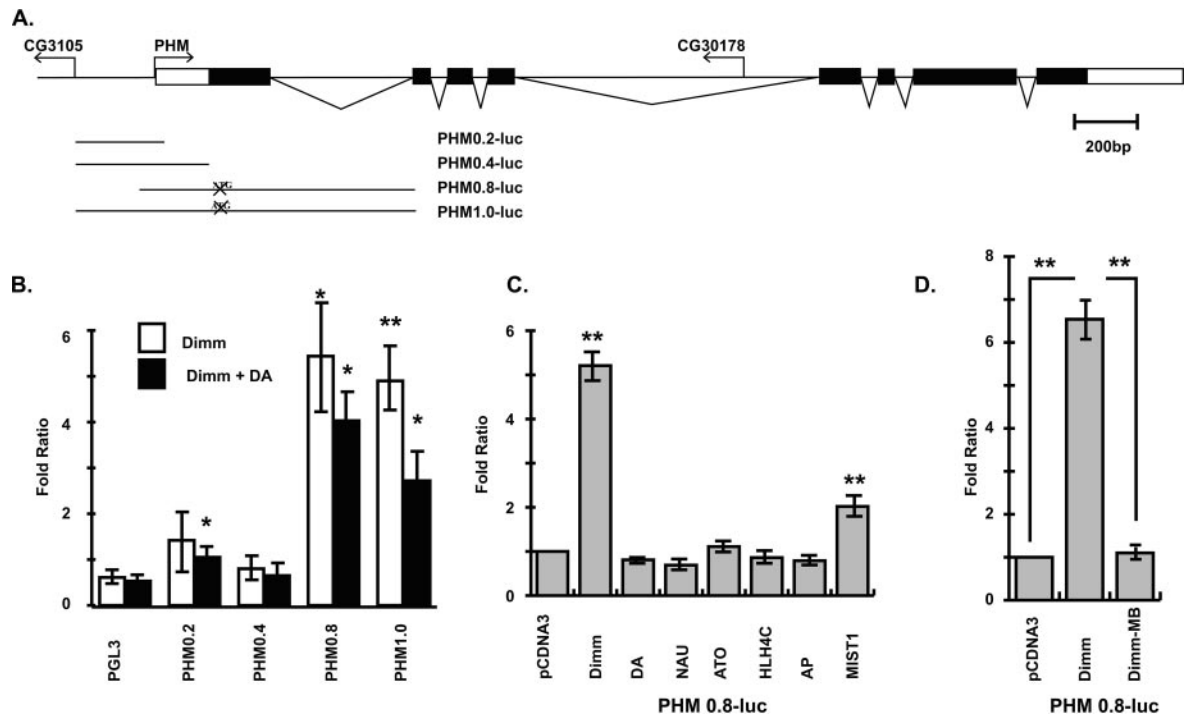 A.
CG3105
PHM
CG30178
200bp
PHM0.2-luc
PHM0.4-luc
ATG
PHM0.8-luc
ATG
PHM1.0-luc
B.
Fold Ratio
6
4
2
0
Dimm
Dimm + DA
*
*
*
**
*
PGL3
PHM0.2
PHM0.4
PHM0.8
PHM1.0
C.
Fold Ratio
6
4
2
0
**
**
pCDNA3
Dimm
DA
NAU
ATO
HLH4C
AP
MIST1
PHM 0.8-luc
D.
Fold Ratio
8
6
4
2
0
**
**
pCDNA3
Dimm
Dimm-MB
PHM 0.8-luc